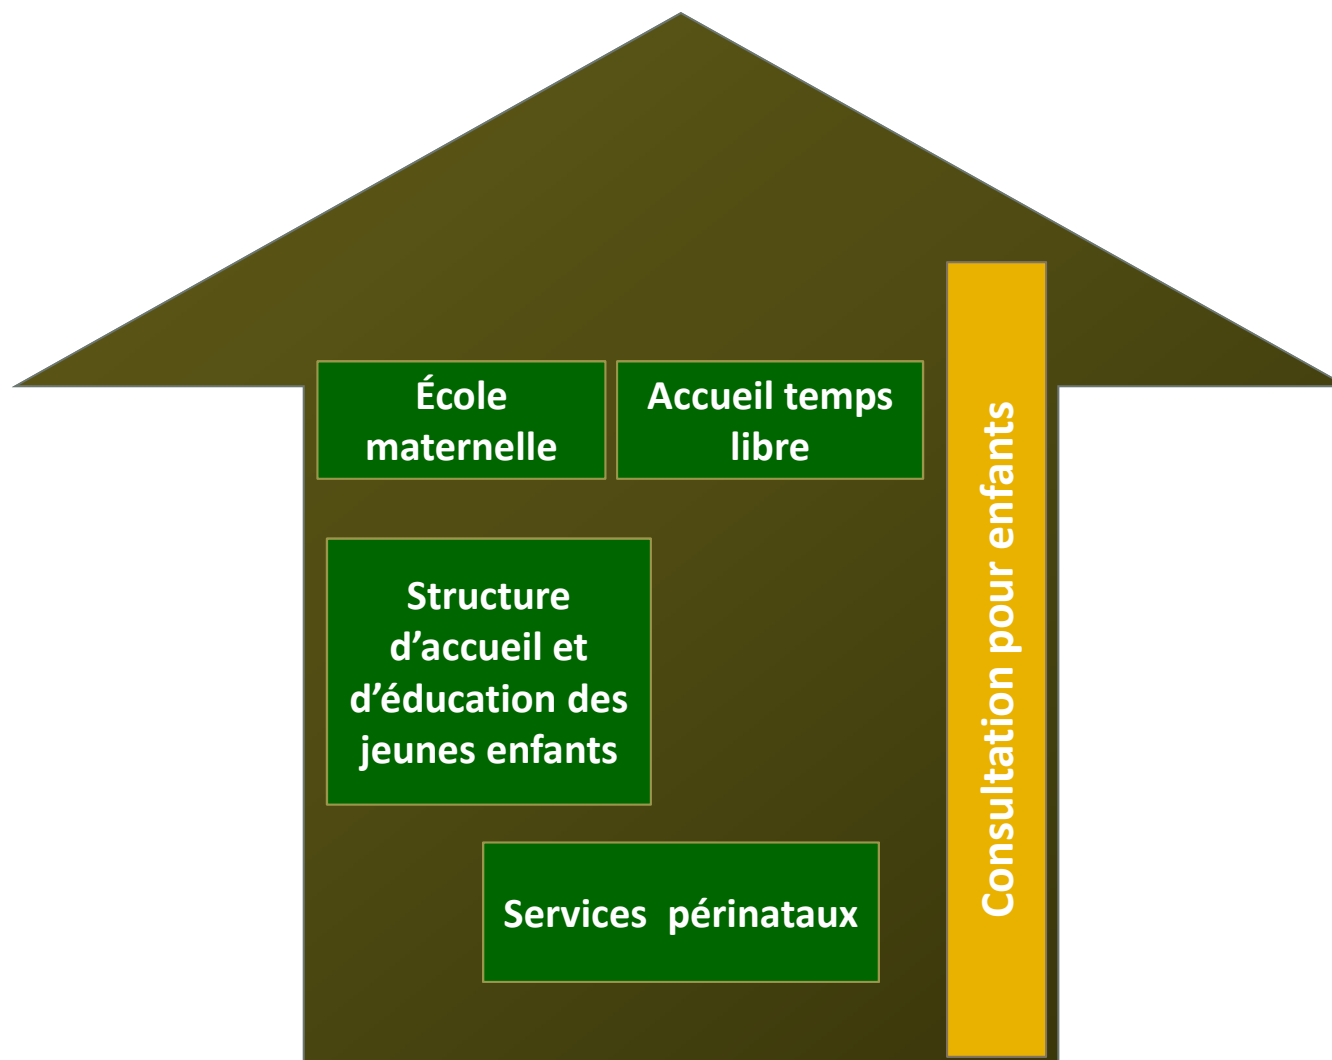 École
maternelle
Accueil temps
libre
Structure
d’accueil et
d’éducation des
jeunes enfants
Services périnataux
Consultation pour enfants